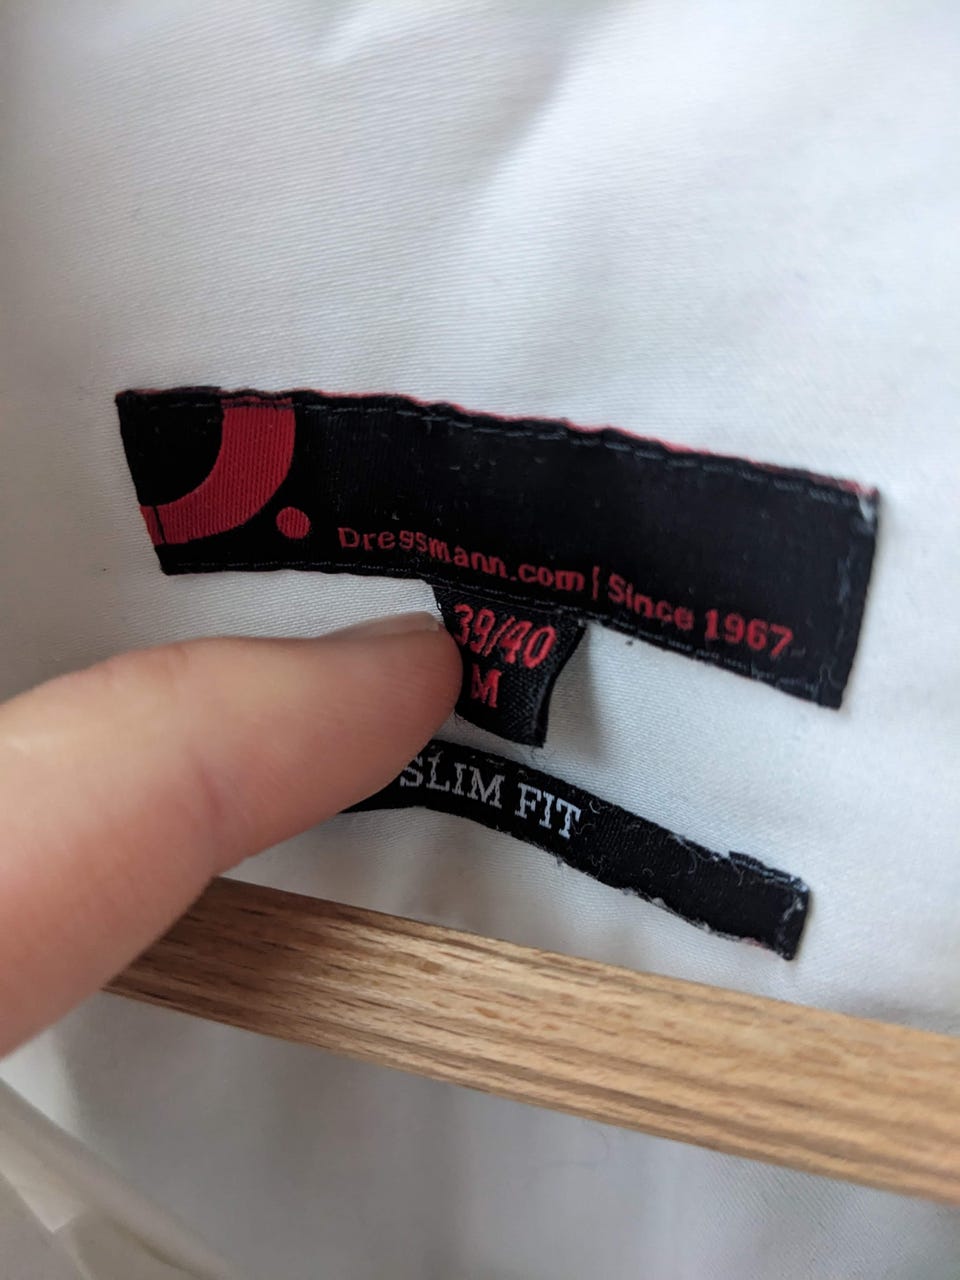 Dressmann.com | Since 1967
39/40
M
SLIM FIT